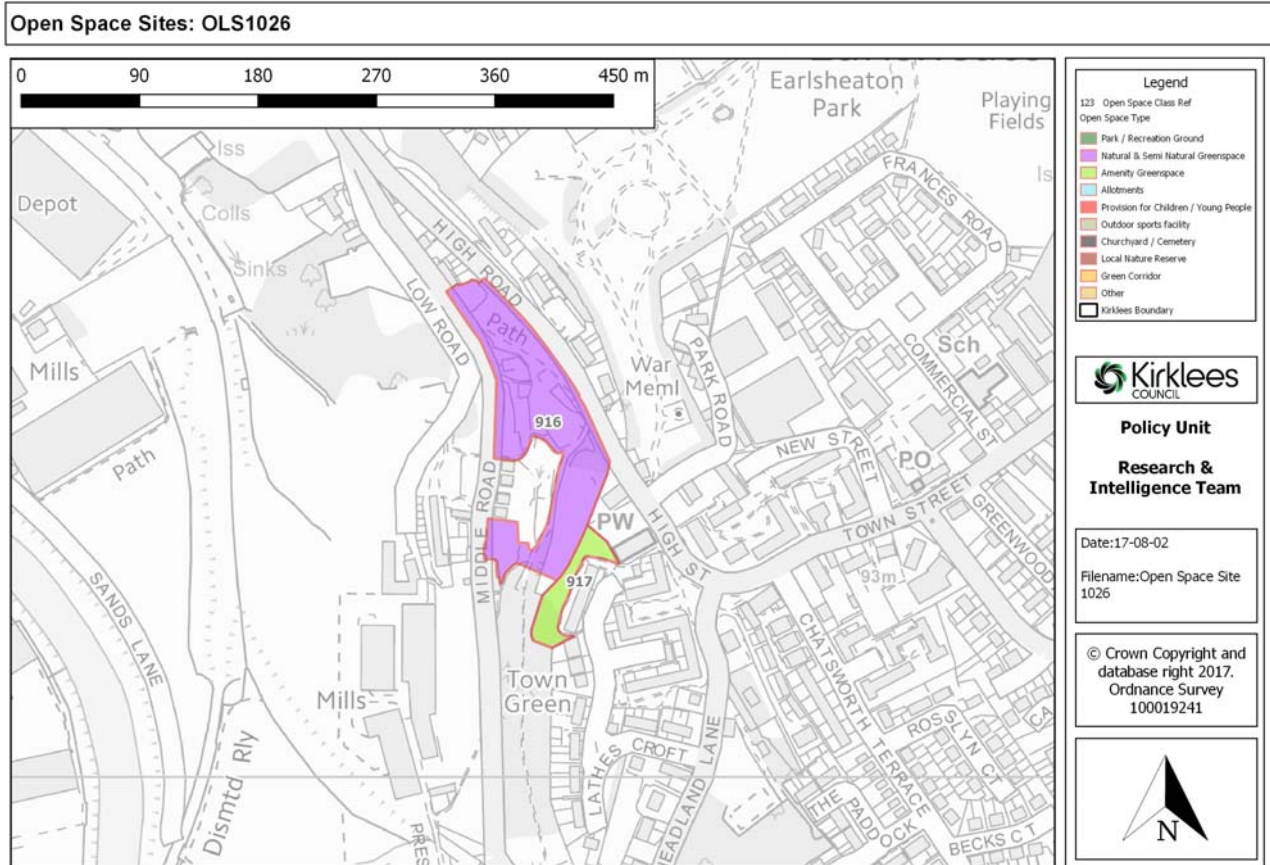 Open Space Sites: OLS1026
0 90 180 270 360 450 m
Earlsheaton
Park
Playing
Fields
Iss
Depot
Colls
Sinks
FRANCES ROAD
HIGH ROAD
LOW ROAD
Path
Mills
War
Meml
PARK ROAD
Sch
COMMERCIAL ST
916
NEW STREET
PO
Path
MIDDLE ROAD
PW
HIGH ST
TOWN STREET
GREENWOOD
917
93m
SANDS LANE
Town
Green
Mills
CHATSWORTH TERRACE
ROSSLYN CT
CA
Dismtd Rly
LATHES CROFT
HEADLAND LANE
THE PADDOCK
BECKS CT
PRES
Legend
123 Open Space Class Ref
Open Space Type
Park / Recreation Ground
Natural & Semi Natural Greenspace
Amenity Greenspace
Allotments
Provision for Children / Young People
Outdoor sports facility
Churchyard / Cemetery
Local Nature Reserve
Green Corridor
Other
Kirklees Boundary
Kirklees
COUNCIL
Policy Unit
Research &
Intelligence Team
Date:17-08-02
Filename:Open Space Site
1026
© Crown Copyright and
database right 2017.
Ordnance Survey
100019241
N